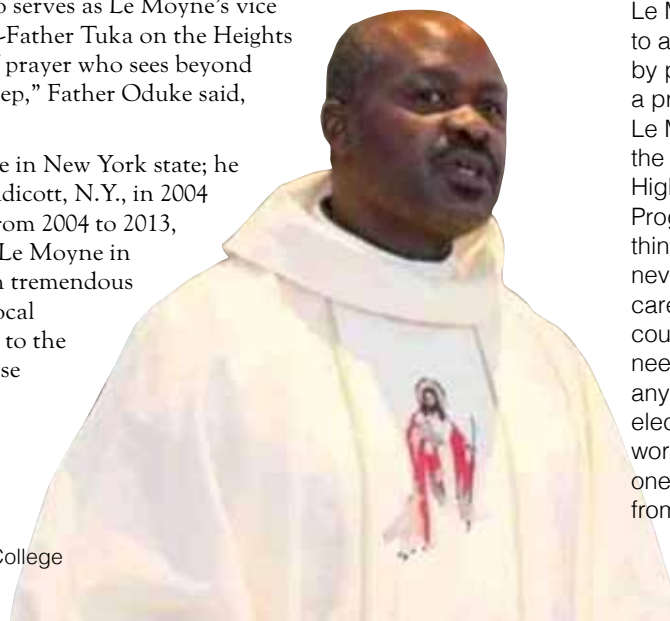 o serves as Le Moyne’s vice
-Father Tuka on the Heights
prayer who sees beyond
ep,” Father Oduke said,
e in New York state; he
dicott, N.Y., in 2004
rom 2004 to 2013,
Le Moyne in
tremendous
ocal
to the
se
College
Le M
to a
by p
a pr
Le M
the
High
Prog
thin
nev
care
cou
nee
any
elec
wor
one
from